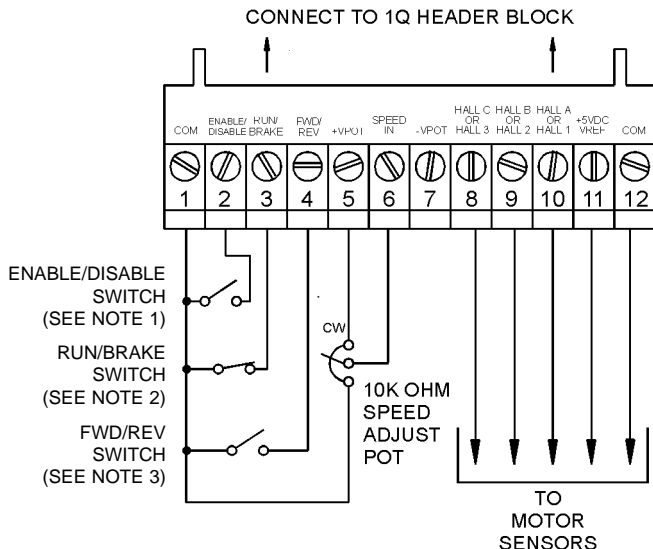 CONNECT TO 1Q HEADER BLOCK
COM
ENABLE/
DISABLE
RUN/
BRAKE
FWD/
REV
+VPOT
SPEED
IN
-VPOT
HALL C
OR
HALL 3
HALL B
OR
HALL 2
HALL A
OR
HALL 1
+5VDC
VREF
COM
1 2 3 4 5 6 7 8 9 10 11 12
ENABLE/DISABLE
SWITCH
(SEE NOTE 1)
RUN/BRAKE
SWITCH
(SEE NOTE 2)
FWD/REV
SWITCH
(SEE NOTE 3)
CW
10K OHM
SPEED
ADJUST
POT
TO
MOTOR
SENSORS